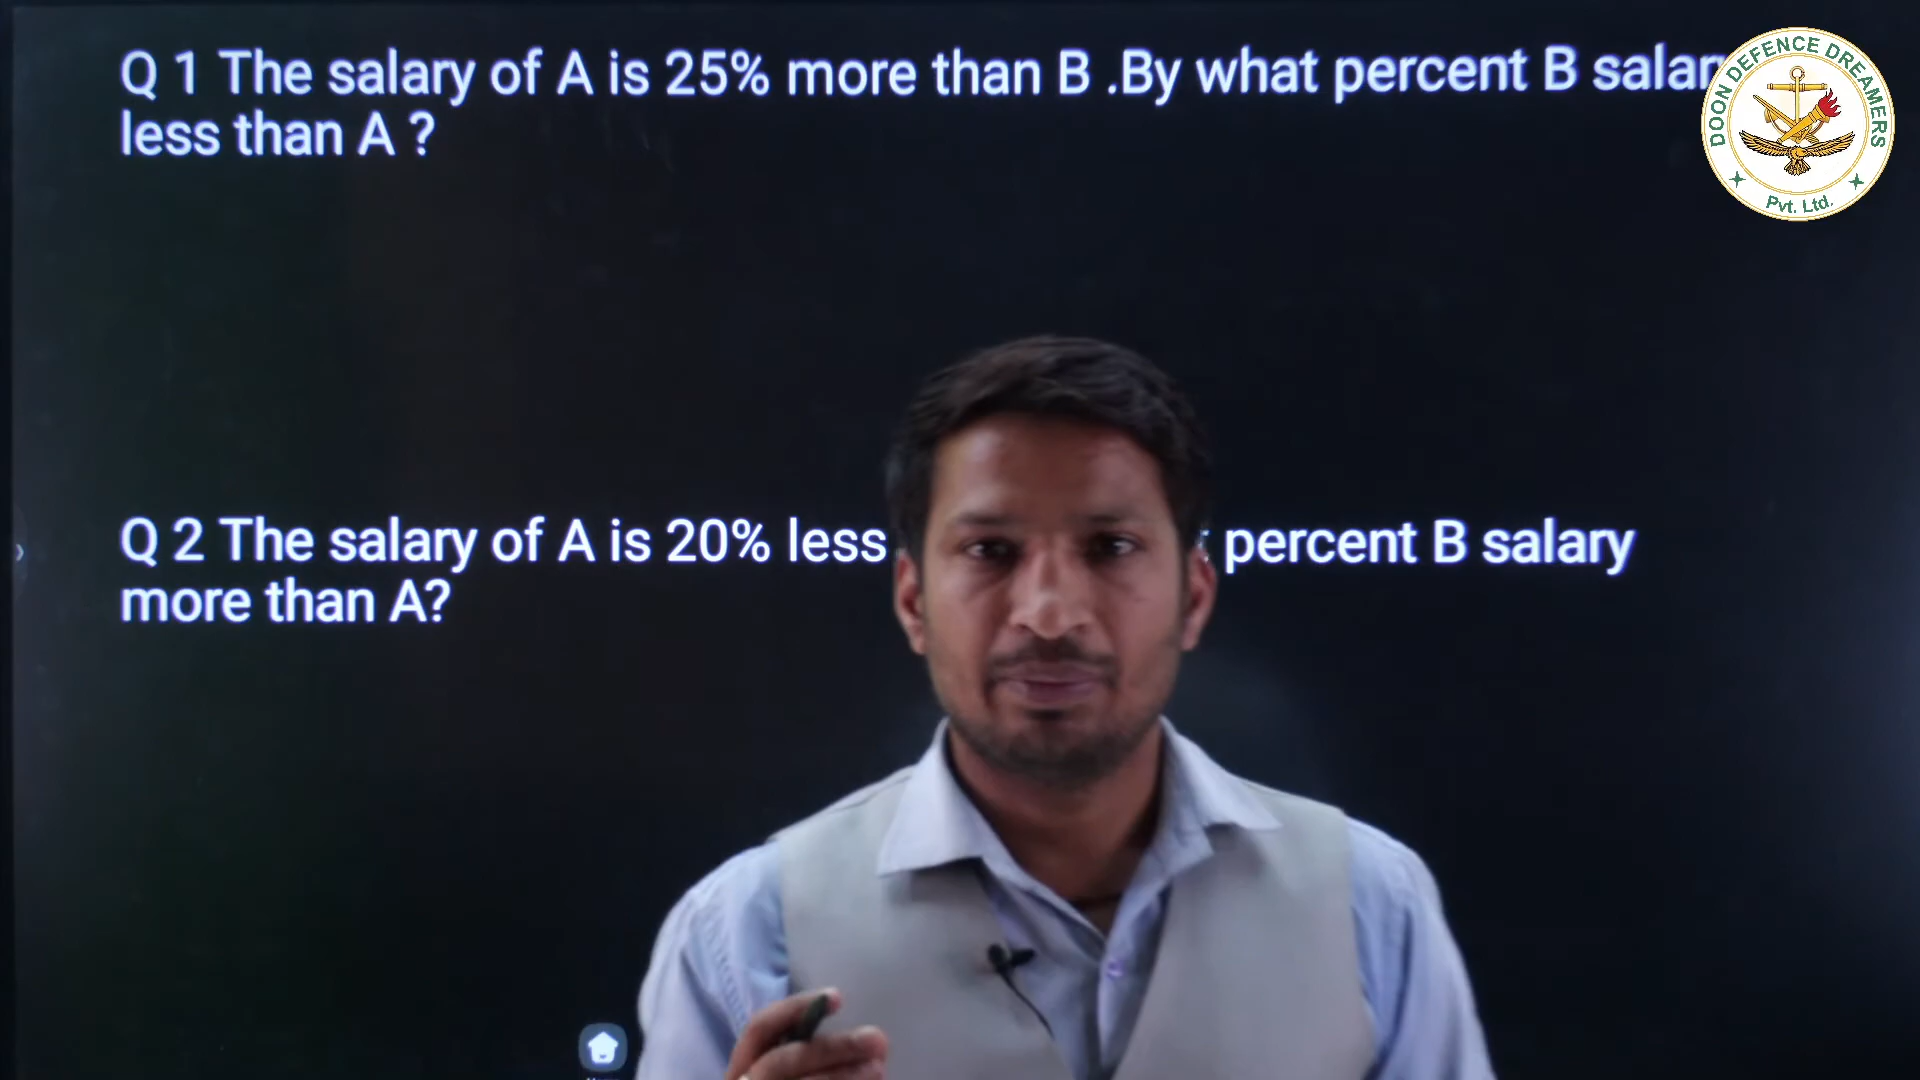 Q 1 The salary of A is 25% more than B .By what percent B salary
less than A ?
DOON DEFENCE DREAMERS
Pvt. Ltd.
Q 2 The salary of A is 20% less percent B salary
more than A?